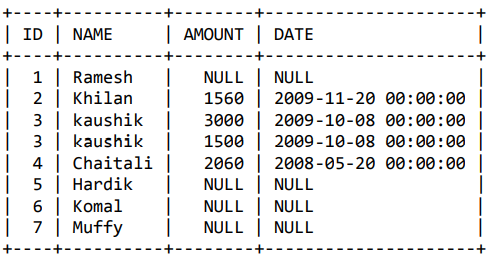 +----+----------+--------+---------------------+
| ID | NAME     | AMOUNT | DATE                |
+----+----------+--------+---------------------+
|  1 | Ramesh   |   NULL | NULL                |
|  2 | Khilan   |   1560 | 2009-11-20 00:00:00 |
|  3 | kaushik  |   3000 | 2009-10-08 00:00:00 |
|  3 | kaushik  |   1500 | 2009-10-08 00:00:00 |
|  4 | Chaitali |   2060 | 2008-05-20 00:00:00 |
|  5 | Hardik   |   NULL | NULL                |
|  6 | Komal    |   NULL | NULL                |
|  7 | Muffy    |   NULL | NULL                |
+----+----------+--------+---------------------+